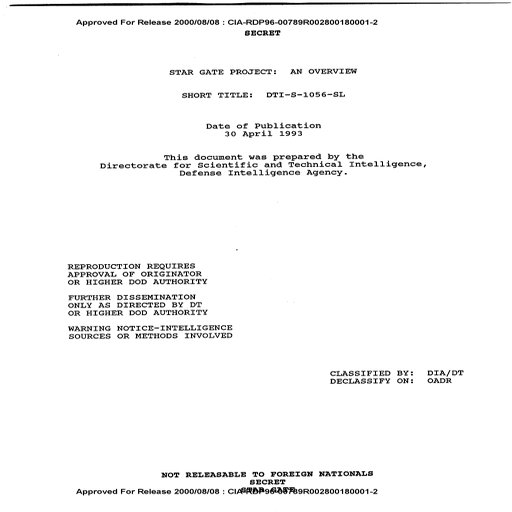 Approved For Release 2000/08/08 : CIA-RDP96-00789R002800180001-2
SECRET
STAR GATE PROJECT: AN OVERVIEW
SHORT TITLE: DTI-S-1056-SL
Date of Publication
30 April 1993
This document was prepared by the
Directorate for Scientific and Technical Intelligence,
Defense Intelligence Agency.
REPRODUCTION REQUIRES
APPROVAL OF ORIGINATOR
OR HIGHER DOD AUTHORITY
FURTHER DISSEMINATION
ONLY AS DIRECTED BY DT
OR HIGHER DOD AUTHORITY
WARNING NOTICE-INTELLIGENCE
SOURCES OR METHODS INVOLVED
CLASSIFIED BY: DIA/DT
DECLASSIFY ON: OADR
NOT RELEASABLE TO FOREIGN NATIONALS
SECRET
STAR GATE
Approved For Release 2000/08/08 : CIA-RDP96-00789R002800180001-2